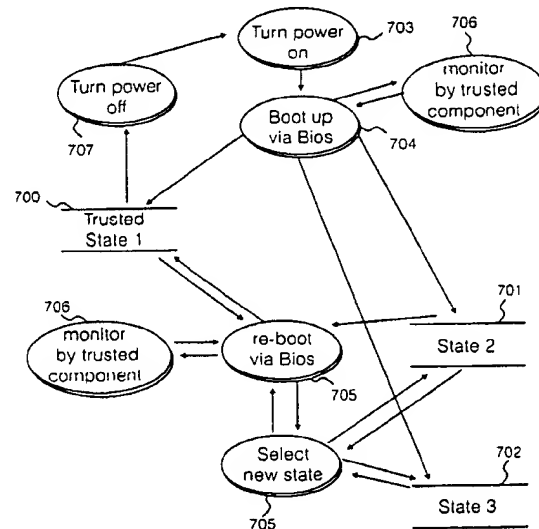 Turn power
on
703
706
monitor
by trusted
component
Turn power
off
707
Boot up
via Bios
704
700
Trusted
State 1
701
State 2
706
monitor
by trusted
component
re-boot
via Bios
705
Select
new state
705
702
State 3